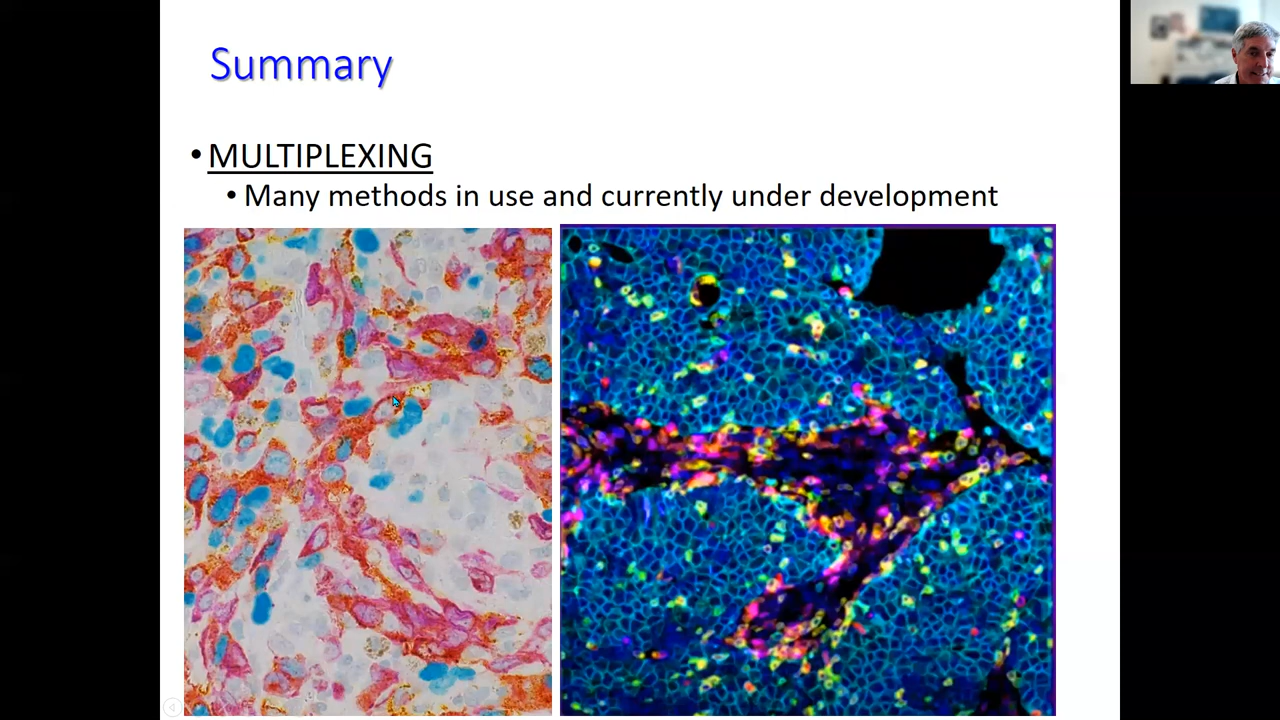 Summary
• MULTIPLEXING
• Many methods in use and currently under development